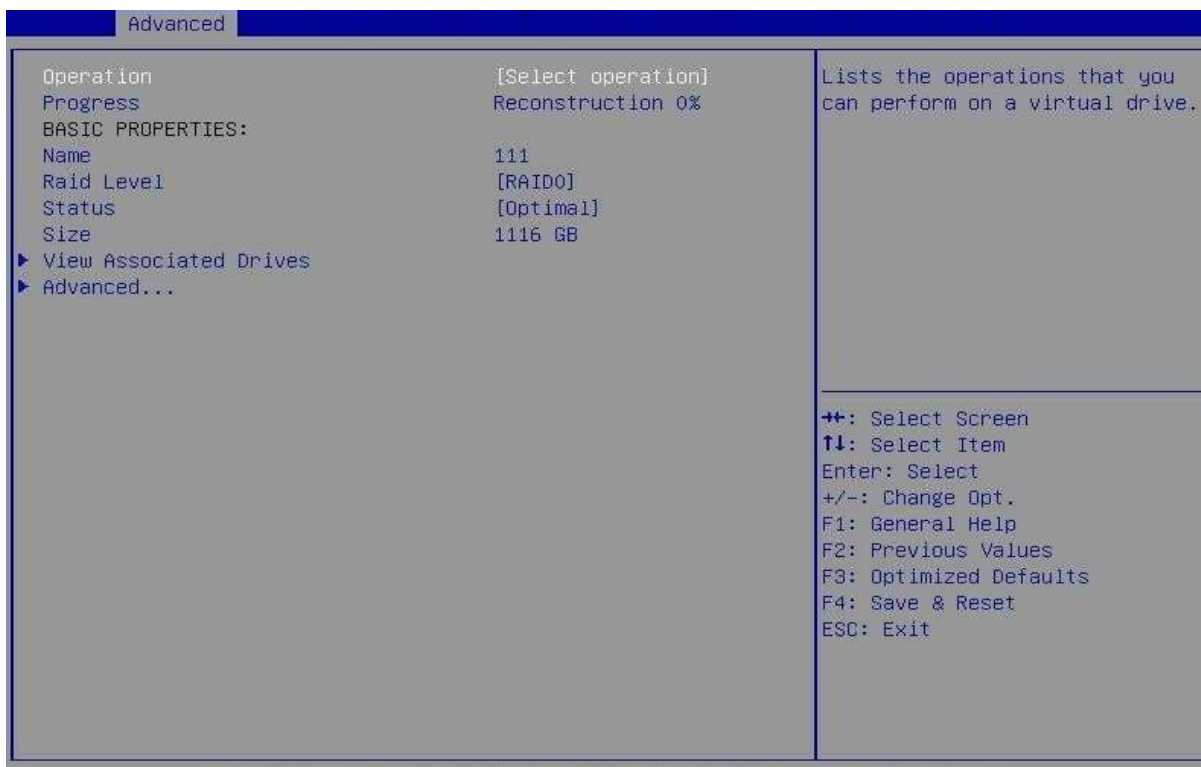 Advanced
Operation [Select operation]
Progress Reconstruction 0%
BASIC PROPERTIES:
Name 111
Raid Level [RAID0]
Status [Optimal]
Size 1116 GB
▶ View Associated Drives
▶ Advanced...
Lists the operations that you
can perform on a virtual drive.
→←: Select Screen
↑↓: Select Item
Enter: Select
+/-: Change Opt.
F1: General Help
F2: Previous Values
F3: Optimized Defaults
F4: Save & Reset
ESC: Exit